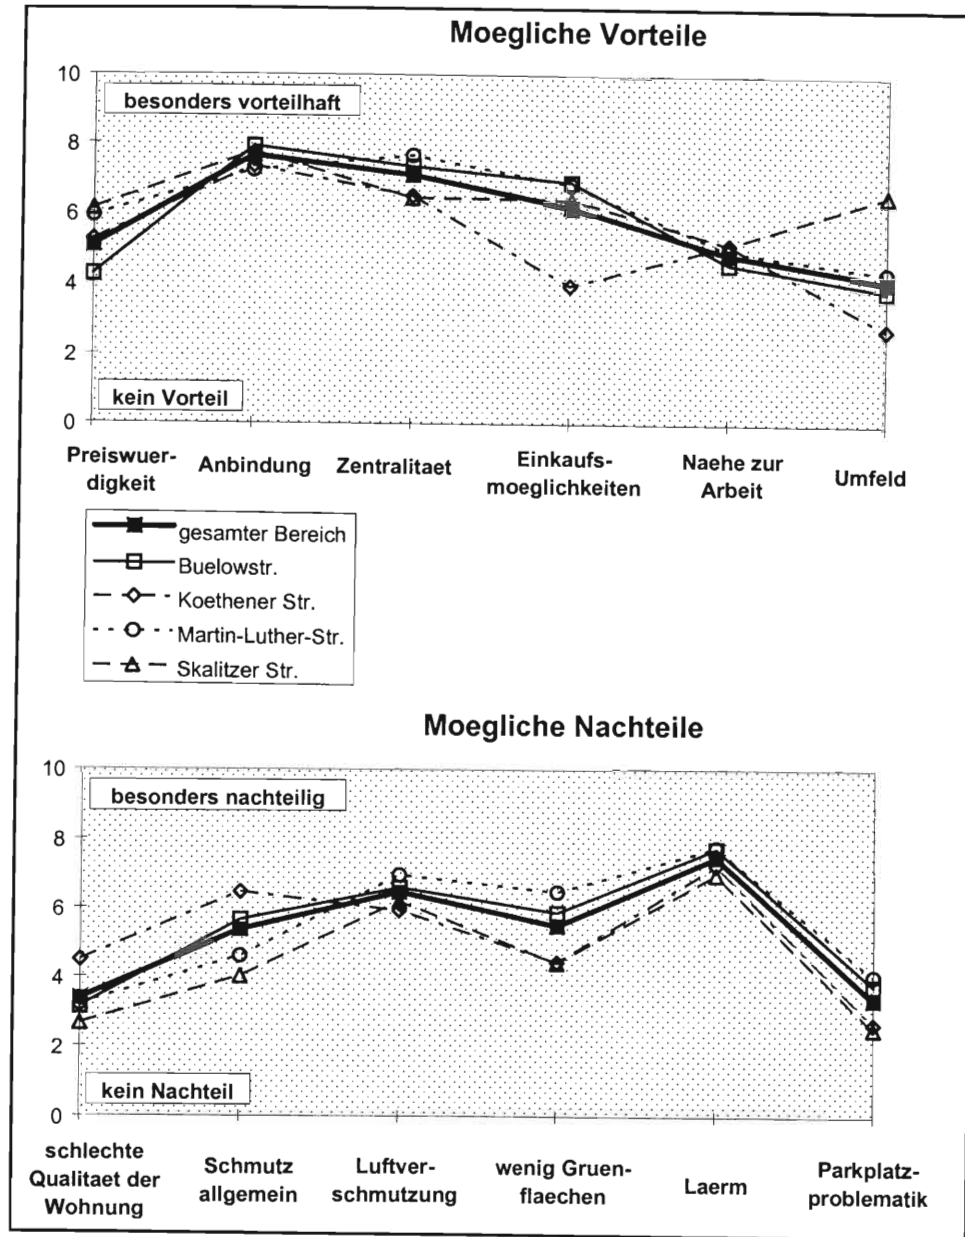 Moegliche Vorteile
10
besonders vorteilhaft
8
6
4
2
kein Vorteil
0
Preiswuer-
digkeit
Anbindung
Zentralitaet
Einkaufs-
moeglichkeiten
Naehe zur
Arbeit
Umfeld
gesamter Bereich
Buelowstr.
Koethener Str.
Martin-Luther-Str.
Skalitzer Str.
Moegliche Nachteile
10
besonders nachteilig
8
6
4
2
kein Nachteil
0
schlechte
Qualitaet der
Wohnung
Schmutz
allgemein
Luftver-
schmutzung
wenig Gruen-
flaechen
Laerm
Parkplatz-
problematik